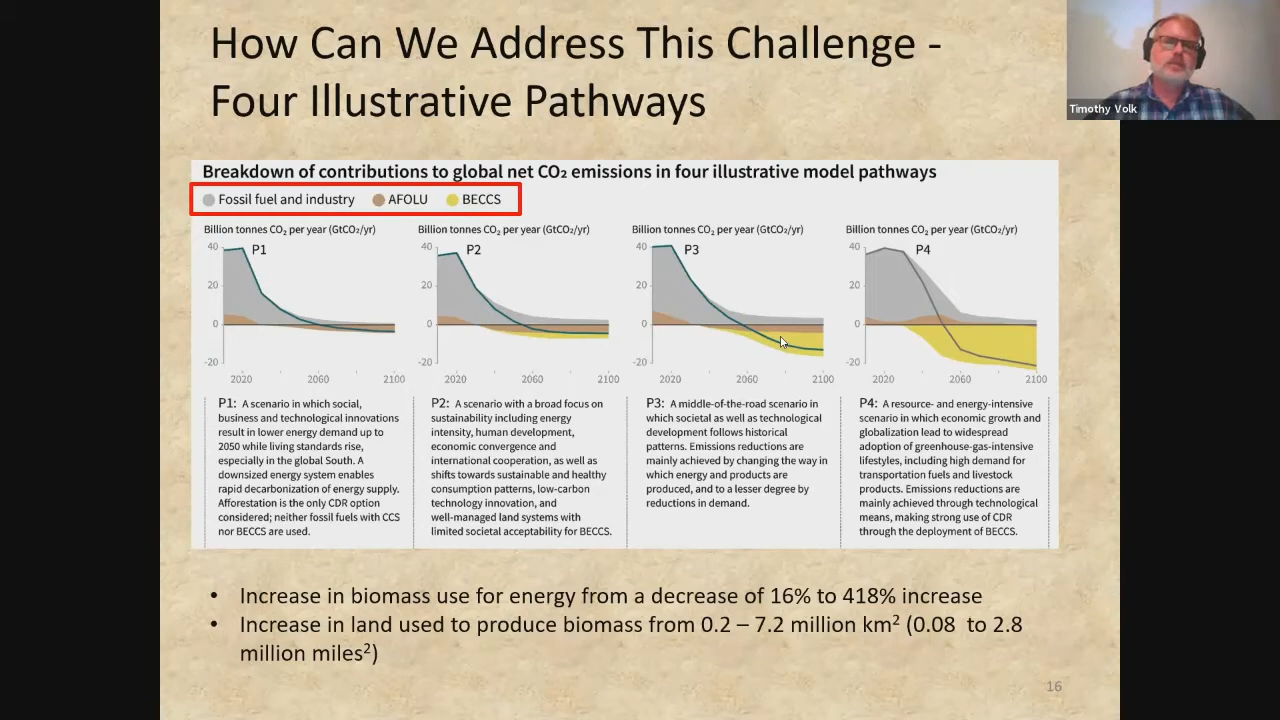 How Can We Address This Challenge -
Four Illustrative Pathways
Timothy Volk
Breakdown of contributions to global net CO₂ emissions in four illustrative model pathways
Fossil fuel and industry AFOLU BECCS
Billion tonnes CO₂ per year (GtCO₂/yr)
40
P1
20
0
-20
2020 2060 2100
Billion tonnes CO₂ per year (GtCO₂/yr)
40
P2
20
0
-20
2020 2060 2100
Billion tonnes CO₂ per year (GtCO₂/yr)
40
P3
20
0
-20
2020 2060 2100
Billion tonnes CO₂ per year (GtCO₂/yr)
40
P4
20
0
-20
2020 2060 2100
P1: A scenario in which social,
business and technological innovations
result in lower energy demand up to
2050 while living standards rise,
especially in the global South. A
downsized energy system enables
rapid decarbonization of energy supply.
Afforestation is the only CDR option
considered; neither fossil fuels with CCS
nor BECCS are used.
P2: A scenario with a broad focus on
sustainability including energy
intensity, human development,
economic convergence and
international cooperation, as well as
shifts towards sustainable and healthy
consumption patterns, low-carbon
technology innovation, and
well-managed land systems with
limited societal acceptability for BECCS.
P3: A middle-of-the-road scenario in
which societal as well as technological
development follows historical
patterns. Emissions reductions are
mainly achieved by changing the way in
which energy and products are
produced, and to a lesser degree by
reductions in demand.
P4: A resource- and energy-intensive
scenario in which economic growth and
globalization lead to widespread
adoption of greenhouse-gas-intensive
lifestyles, including high demand for
transportation fuels and livestock
products. Emissions reductions are
mainly achieved through technological
means, making strong use of CDR
through the deployment of BECCS.
• Increase in biomass use for energy from a decrease of 16% to 418% increase
• Increase in land used to produce biomass from 0.2 – 7.2 million km² (0.08 to 2.8
million miles²)
16